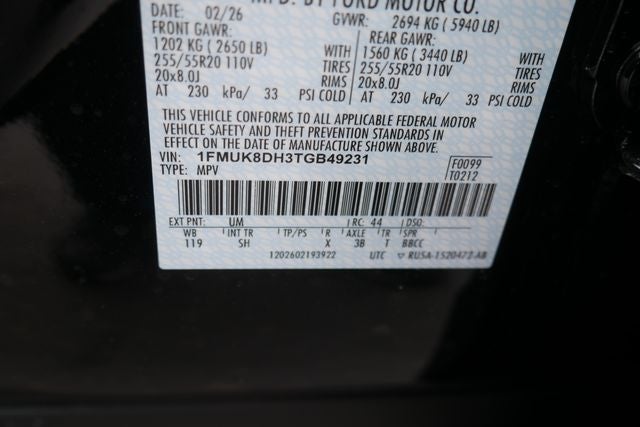 MFD. BY FORD MOTOR CO.
DATE: 02/26 GVWR: 2694 KG (5940 LB)
FRONT GAWR: REAR GAWR:
1202 KG (2650 LB) WITH 1560 KG (3440 LB) WITH
255/55R20 110V TIRES 255/55R20 110V TIRES
20x8.0J RIMS 20x8.0J RIMS
AT 230 kPa/ 33 PSI COLD AT 230 kPa/ 33 PSI COLD
THIS VEHICLE CONFORMS TO ALL APPLICABLE FEDERAL MOTOR
VEHICLE SAFETY AND THEFT PREVENTION STANDARDS IN
EFFECT ON THE DATE OF MANUFACTURE SHOWN ABOVE.
VIN: 1FMUK8DH3TGB49231 F0099
TYPE: MPV T0212
EXT PNT: UM RC: 44 DSO:
WB INT TR TP/PS R AXLE TR SPR
119 SH X 3B T BBCC
1202602193922 UTC ▽ RU5A-1520472-AB